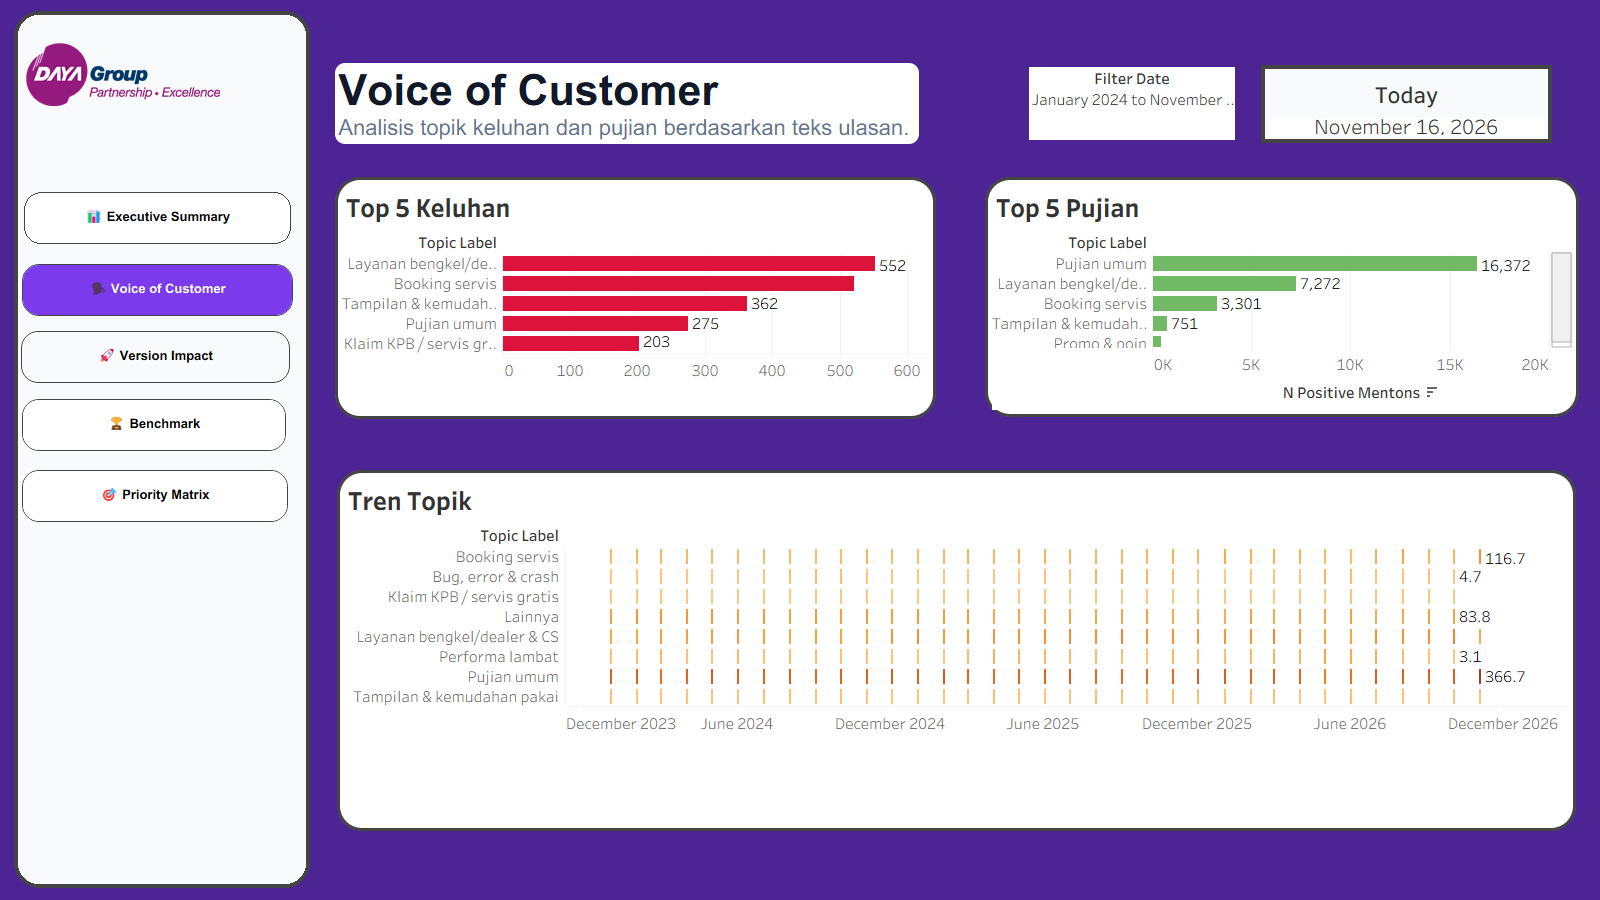 DAYA Group
Partnership • Excellence
Executive Summary
Voice of Customer
Version Impact
Benchmark
Priority Matrix
Voice of Customer
Analisis topik keluhan dan pujian berdasarkan teks ulasan.
Filter Date
January 2024 to November ..
Today
November 16, 2026
Top 5 Keluhan
Topic Label
Layanan bengkel/de.. 552
Booking servis
Tampilan & kemudah.. 362
Pujian umum 275
Klaim KPB / servis gr.. 203
0 100 200 300 400 500 600
Top 5 Pujian
Topic Label
Pujian umum 16,372
Layanan bengkel/de.. 7,272
Booking servis 3,301
Tampilan & kemudah.. 751
Promo & poin
0K 5K 10K 15K 20K
N Positive Mentons
Tren Topik
Topic Label
Booking servis 116.7
Bug, error & crash 4.7
Klaim KPB / servis gratis
Lainnya 83.8
Layanan bengkel/dealer & CS
Performa lambat 3.1
Pujian umum 366.7
Tampilan & kemudahan pakai
December 2023 June 2024 December 2024 June 2025 December 2025 June 2026 December 2026